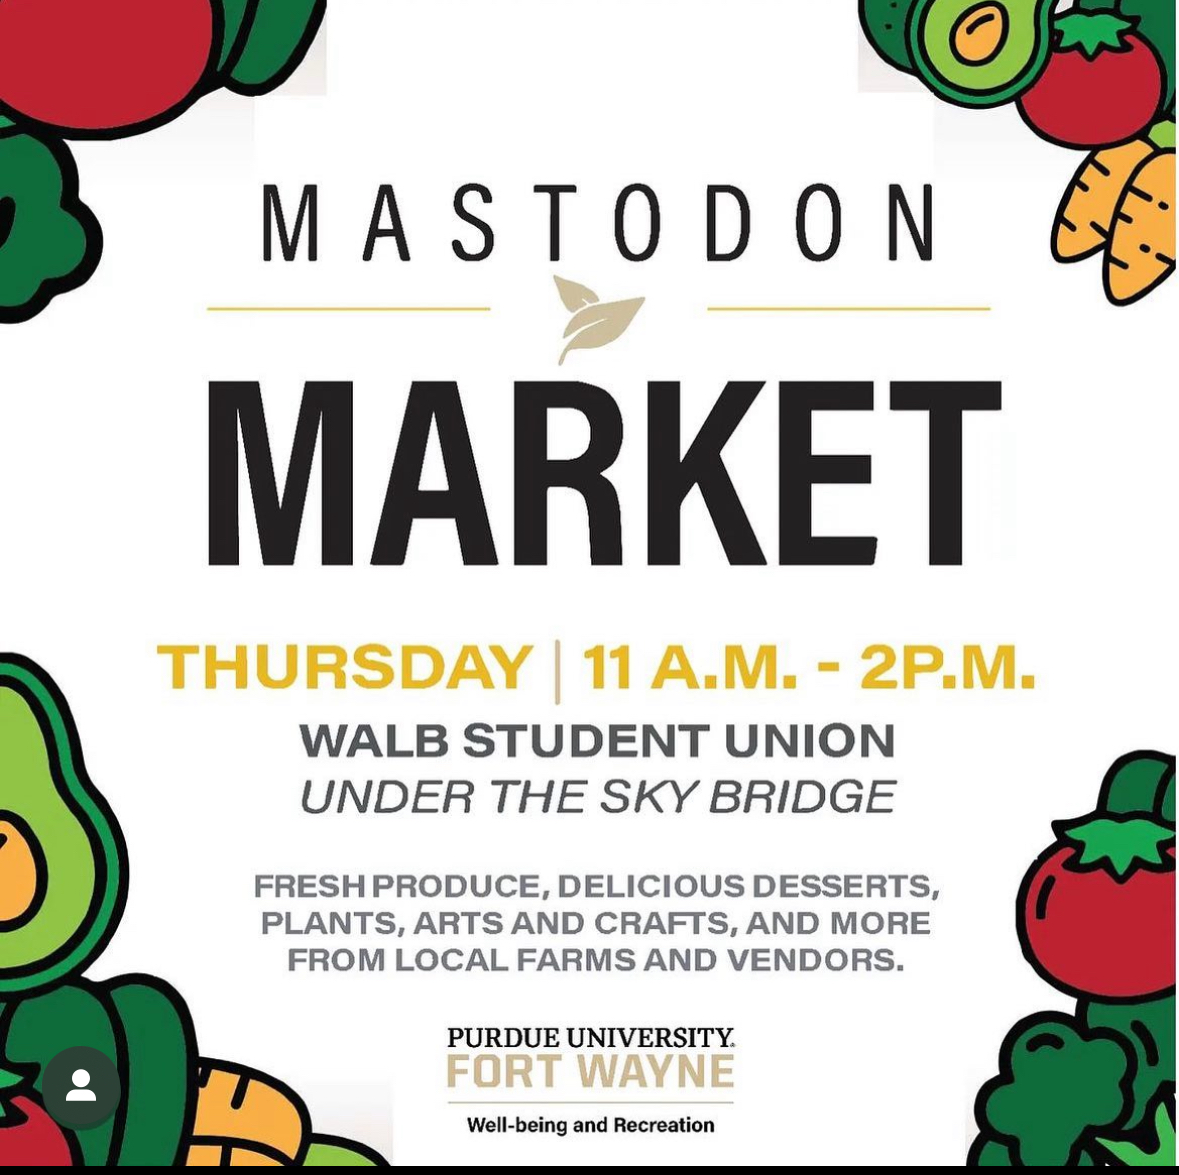 MASTODON
MARKET
THURSDAY | 11 A.M. - 2P.M.
WALB STUDENT UNION
UNDER THE SKY BRIDGE
FRESH PRODUCE, DELICIOUS DESSERTS,
PLANTS, ARTS AND CRAFTS, AND MORE
FROM LOCAL FARMS AND VENDORS.
PURDUE UNIVERSITY.
FORT WAYNE
Well-being and Recreation